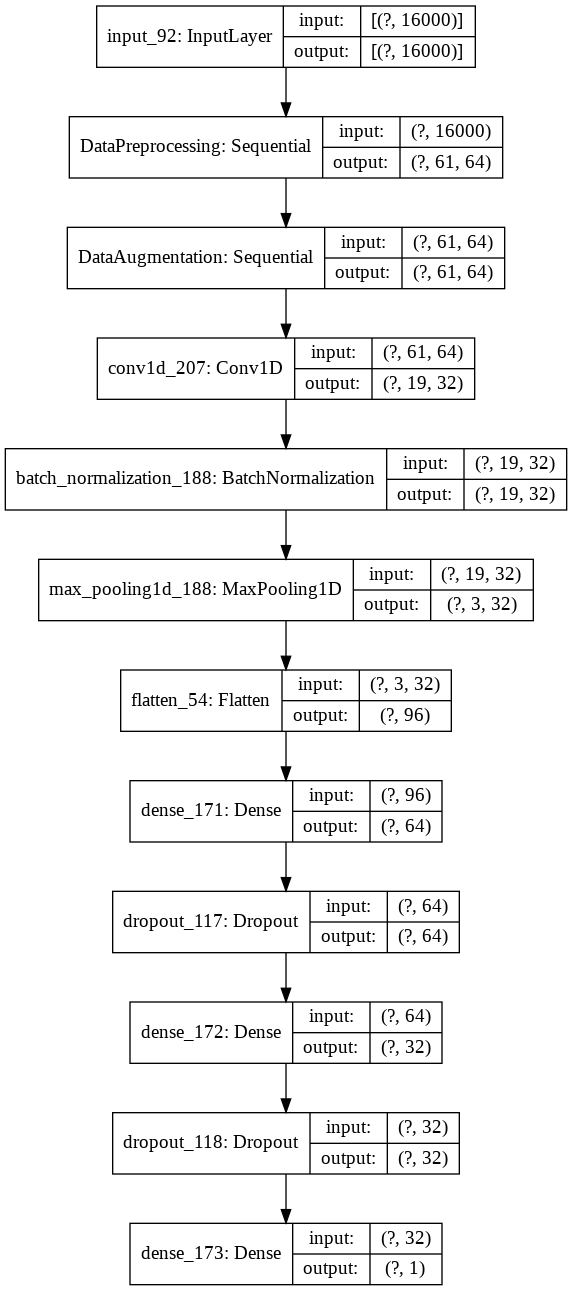 input_92: InputLayer
input: [(?, 16000)]
output: [(?, 16000)]
DataPreprocessing: Sequential
input: (?, 16000)
output: (?, 61, 64)
DataAugmentation: Sequential
input: (?, 61, 64)
output: (?, 61, 64)
conv1d_207: Conv1D
input: (?, 61, 64)
output: (?, 19, 32)
batch_normalization_188: BatchNormalization
input: (?, 19, 32)
output: (?, 19, 32)
max_pooling1d_188: MaxPooling1D
input: (?, 19, 32)
output: (?, 3, 32)
flatten_54: Flatten
input: (?, 3, 32)
output: (?, 96)
dense_171: Dense
input: (?, 96)
output: (?, 64)
dropout_117: Dropout
input: (?, 64)
output: (?, 64)
dense_172: Dense
input: (?, 64)
output: (?, 32)
dropout_118: Dropout
input: (?, 32)
output: (?, 32)
dense_173: Dense
input: (?, 32)
output: (?, 1)